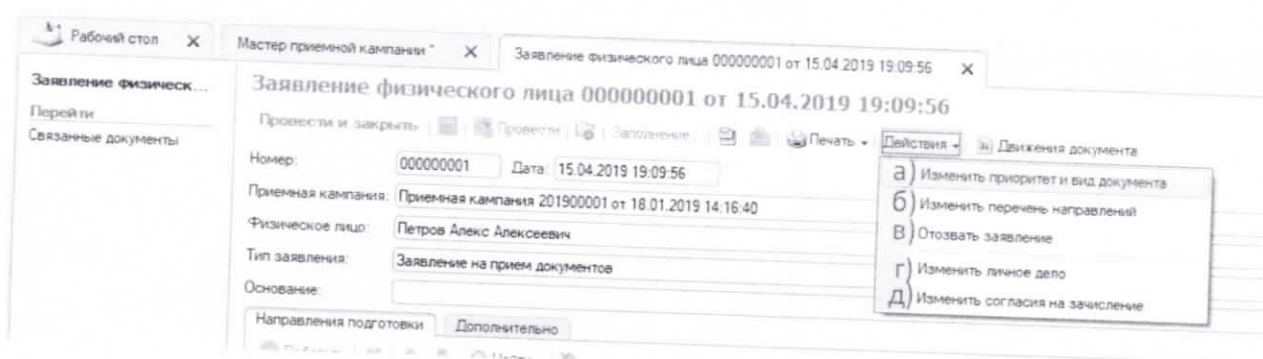 Рабочий стол
Мастер приемной кампании *
Заявление физического лица 000000001 от 15.04.2019 19:09:56
Заявление физическ...
Перейти
Связанные документы
Заявление физического лица 000000001 от 15.04.2019 19:09:56
Провести и закрыть Провести Заполнение Печать Действия Движения документа
Номер: 000000001 Дата: 15.04.2019 19:09:56
Приемная кампания: Приемная кампания 201900001 от 18.01.2019 14:16:40
Физическое лицо: Петров Алекс Алексеевич
Тип заявления: Заявление на прием документов
Основание:
Направления подготовки Дополнительно
а) Изменить приоритет и вид документа
б) Изменить перечень направлений
в) Отозвать заявление
г) Изменить личное дело
д) Изменить согласия на зачисление